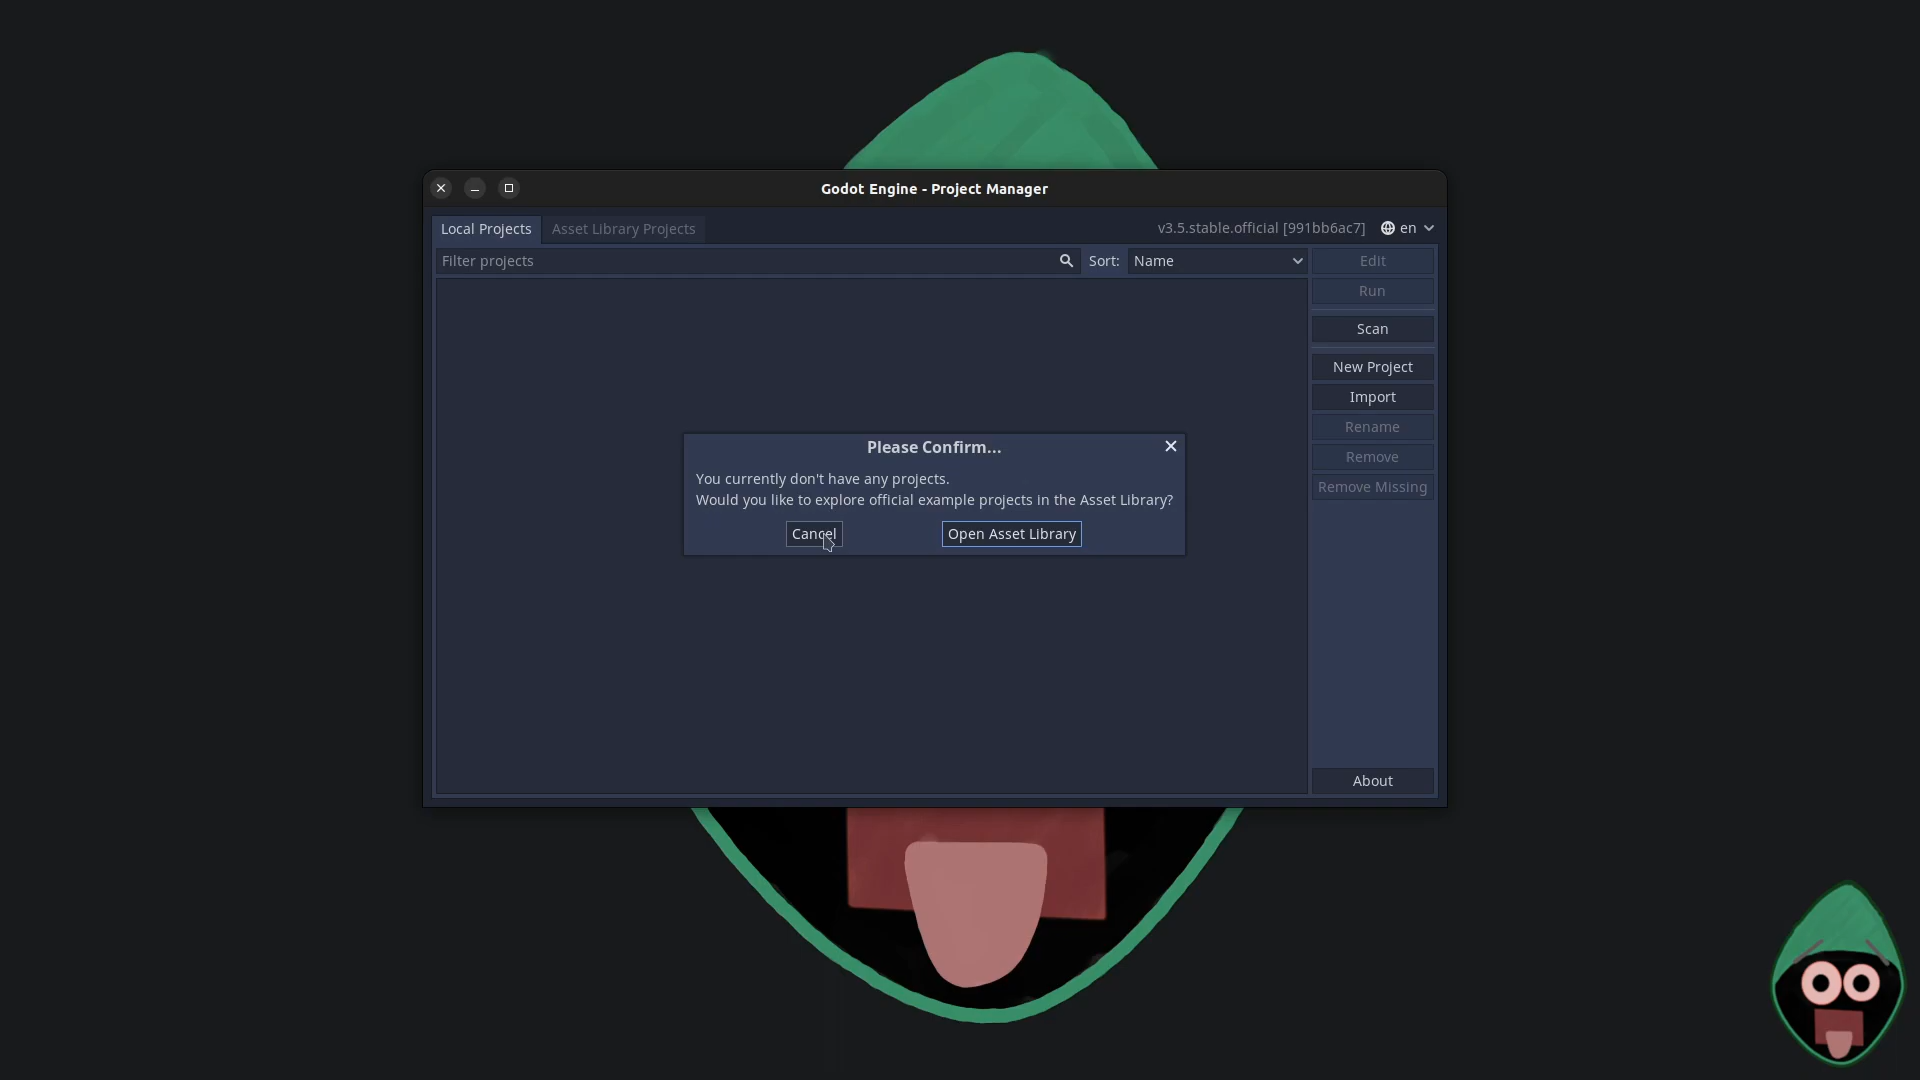 Godot Engine - Project Manager
Local Projects
Asset Library Projects
v3.5.stable.official [991bb6ac7]
en
Filter projects
Sort:
Name
Edit
Run
Scan
New Project
Import
Rename
Remove
Remove Missing
Please Confirm...
You currently don't have any projects.
Would you like to explore official example projects in the Asset Library?
Cancel
Open Asset Library
About